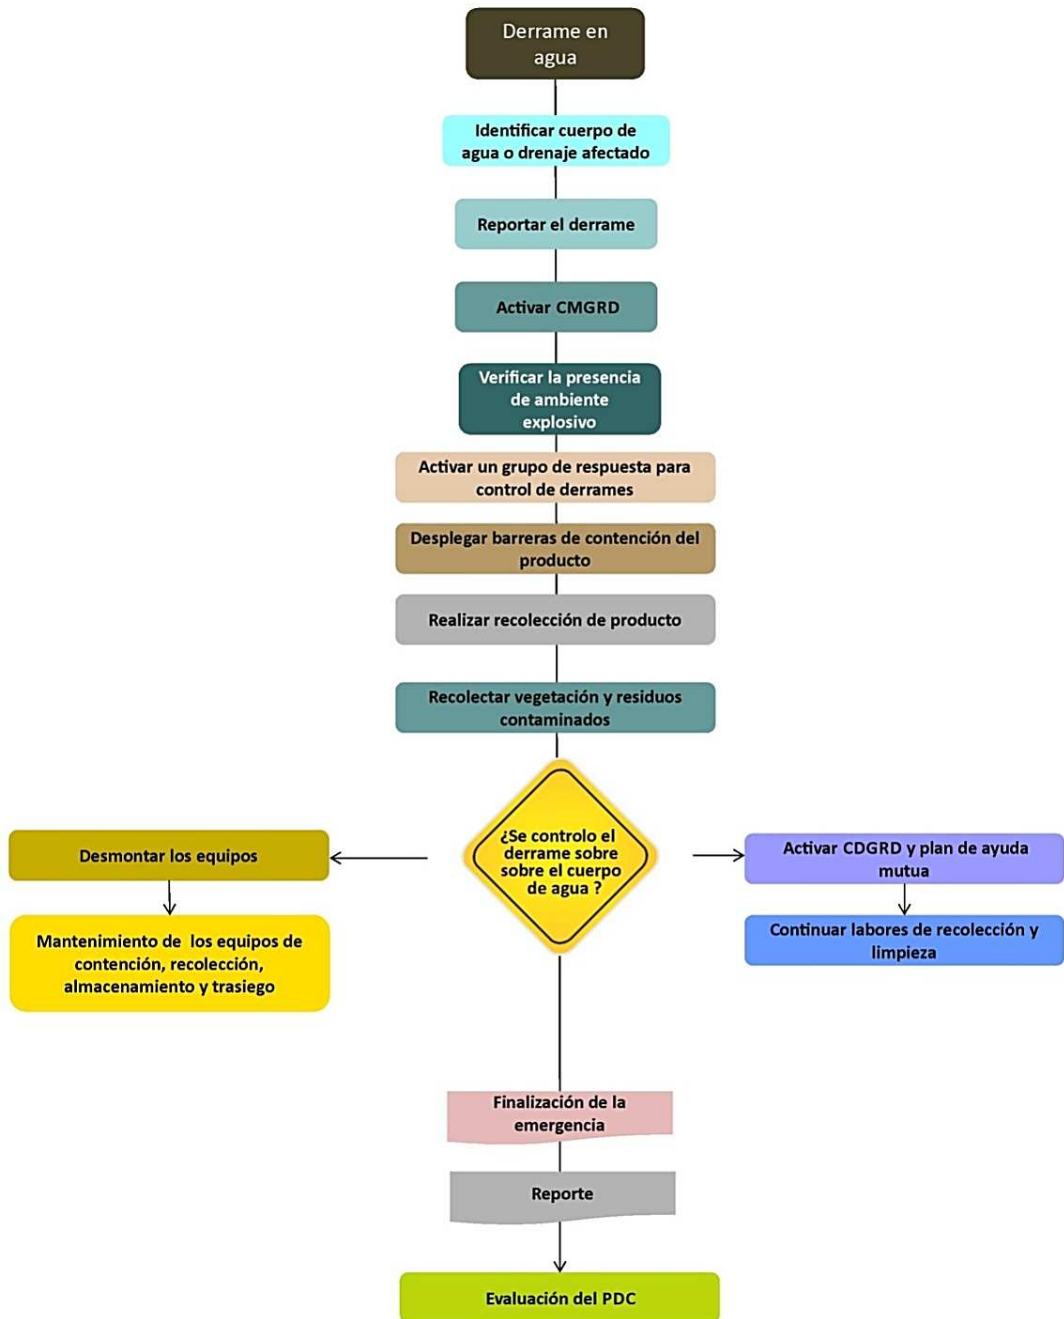 Derrame en
agua
Identificar cuerpo de
agua o drenaje afectado
Reportar el derrame
Activar CMGRD
Verificar la presencia
de ambiente
explosivo
Activar un grupo de respuesta para
control de derrames
Desplegar barreras de contención del
producto
Realizar recolección de producto
Recolectar vegetación y residuos
contaminados
¿Se controlo el
derrame sobre
sobre el cuerpo
de agua ?
Desmontar los equipos
Mantenimiento de los equipos de
contención, recolección,
almacenamiento y trasiego
Activar CDGRD y plan de ayuda
mutua
Continuar labores de recolección y
limpieza
Finalización de la
emergencia
Reporte
Evaluación del PDC